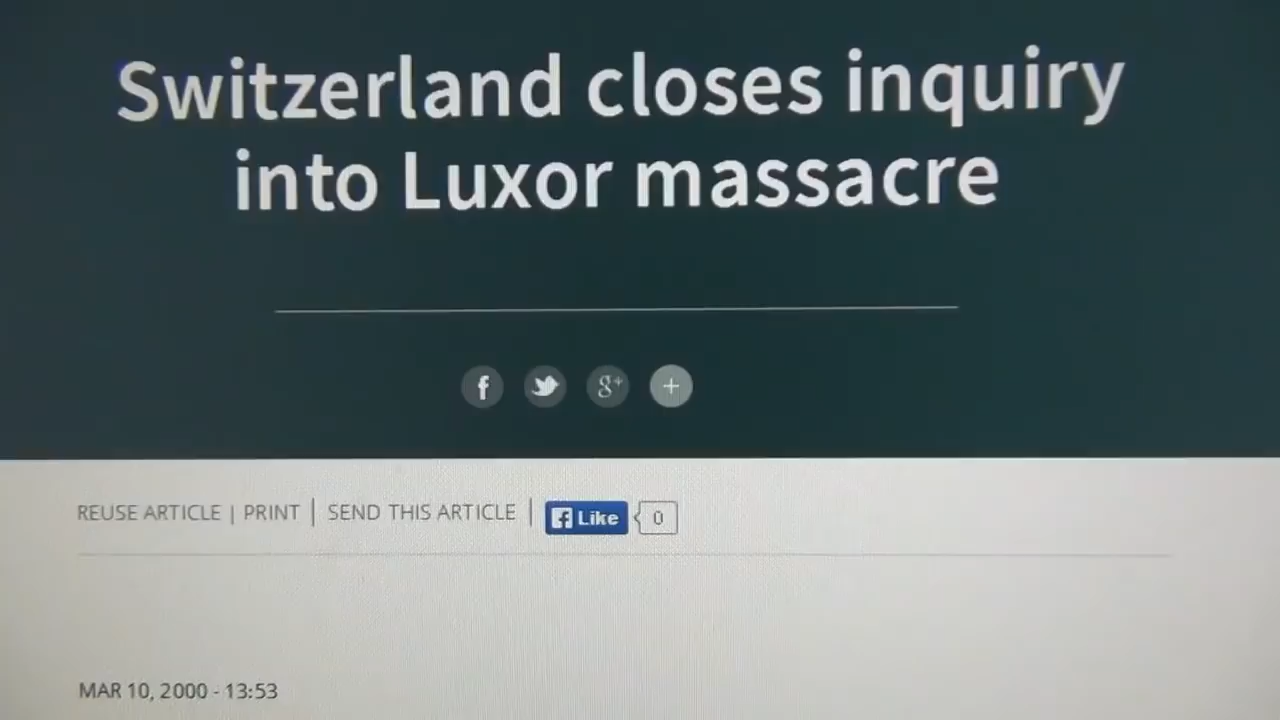 Switzerland closes inquiry
into Luxor massacre
f g+ +
REUSE ARTICLE | PRINT | SEND THIS ARTICLE | f Like 0
MAR 10, 2000 - 13:53